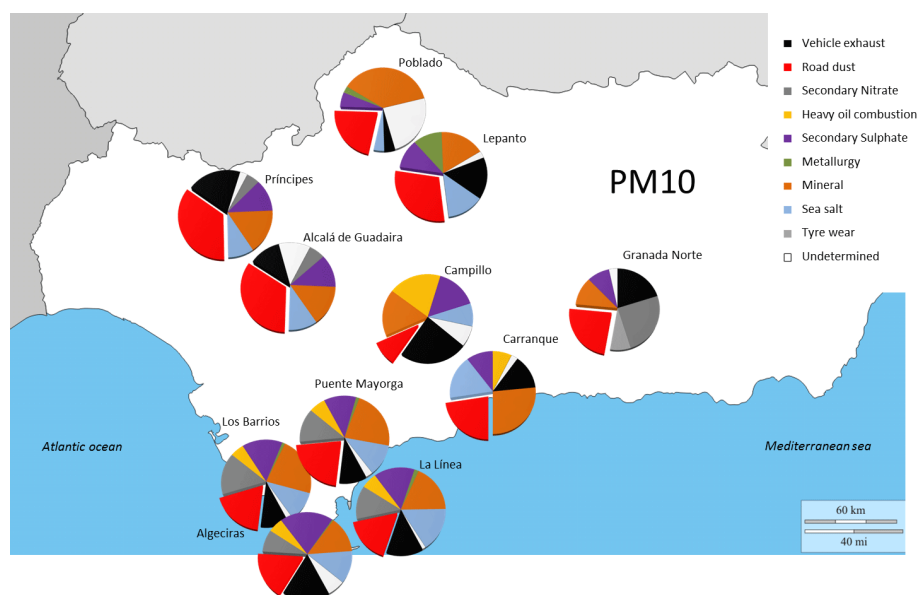 Poblado
Lepanto
Príncipes
Alcalá de Guadaira
Campillo
Granada Norte
Carranque
Puente Mayorga
Los Barrios
La Línea
Algeciras
PM10
Atlantic ocean
Mediterranean sea
Vehicle exhaust
Road dust
Secondary Nitrate
Heavy oil combustion
Secondary Sulphate
Metallurgy
Mineral
Sea salt
Tyre wear
Undetermined
60 km
40 mi